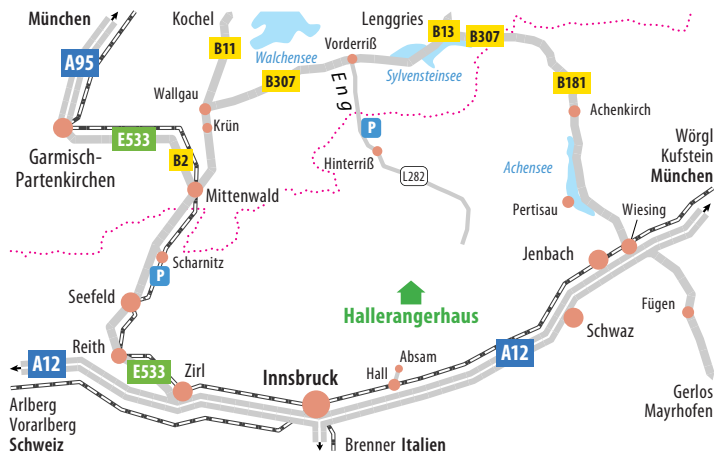 München
Kochel
Lenggries
B13
B307
A95
B11
Walchensee
Vorderriß
Sylvensteinsee
B307
B181
Wallgau
Eng
E533
Krün
P
Achenkirch
Garmisch-
Partenkirchen
B2
Hinterriß
L282
Achensee
Wörgl
Kufstein
München
Mittenwald
Pertisau
Wiesing
Scharnitz
P
Jenbach
Seefeld
Hallerangerhaus
Fügen
Schwaz
Reith
A12
E533
Zirl
Innsbruck
Absam
Hall
A12
Arlberg
Vorarlberg
Schweiz
Gerlos
Mayrhofen
Brenner Italien